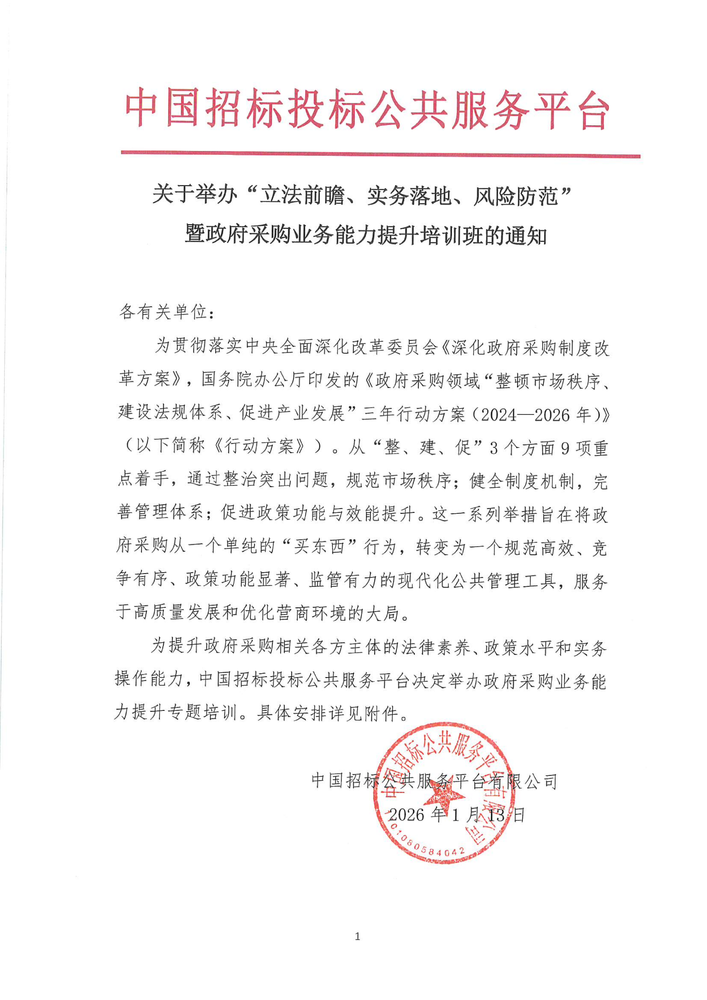 中国招标投标公共服务平台
关于举办“立法前瞻、实务落地、风险防范”
暨政府采购业务能力提升培训班的通知
各有关单位：
为贯彻落实中央全面深化改革委员会《深化政府采购制度改
革方案》，国务院办公厅印发的《政府采购领域“整顿市场秩序、
建设法规体系、促进产业发展”三年行动方案（2024—2026 年）》
（以下简称《行动方案》）。从“整、建、促”3 个方面 9 项重
点着手，通过整治突出问题，规范市场秩序；健全制度机制，完
善管理体系；促进政策功能与效能提升。这一系列举措旨在将政
府采购从一个单纯的“买东西”行为，转变为一个规范高效、竞
争有序、政策功能显著、监管有力的现代化公共管理工具，服务
于高质量发展和优化营商环境的大局。
为提升政府采购相关各方主体的法律素养、政策水平和实务
操作能力，中国招标投标公共服务平台决定举办政府采购业务能
力提升专题培训。具体安排详见附件。
中国招标公共服务平台有限公司
2026 年 1 月 13 日
中国招标公共服务平台有限公司
1101080584042
1